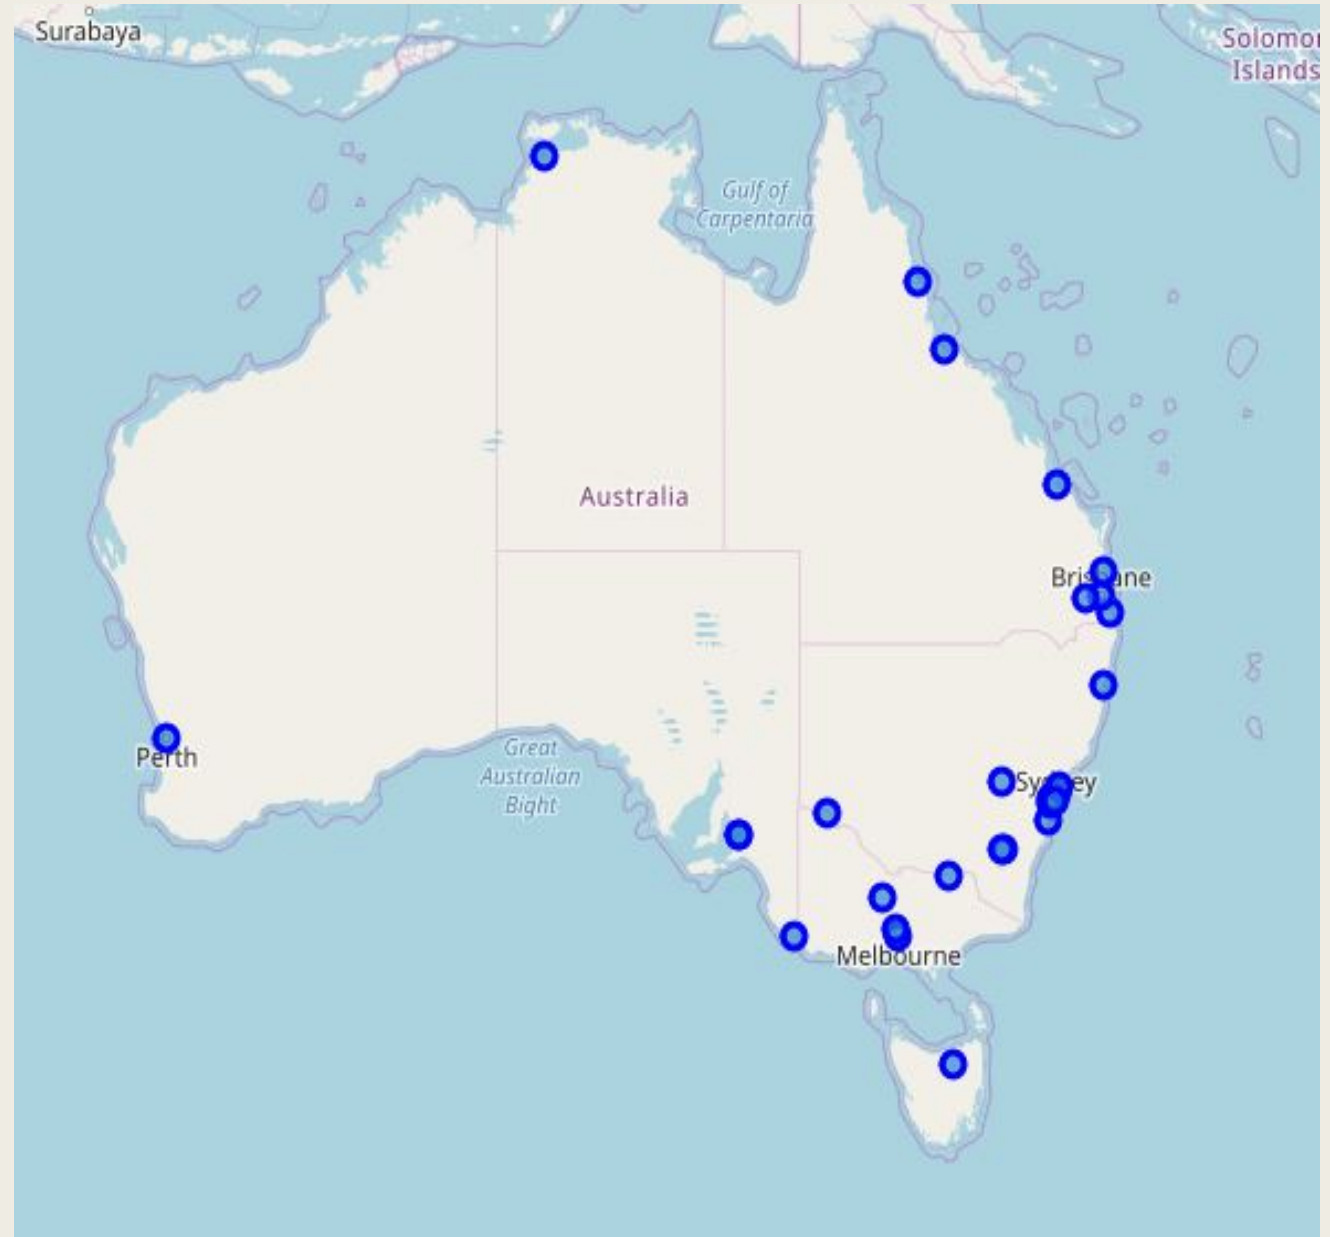 Surabaya
Solomon
Islands
Gulf of
Carpentaria
Australia
Brisbane
Perth
Great
Australian
Bight
Sydney
Melbourne